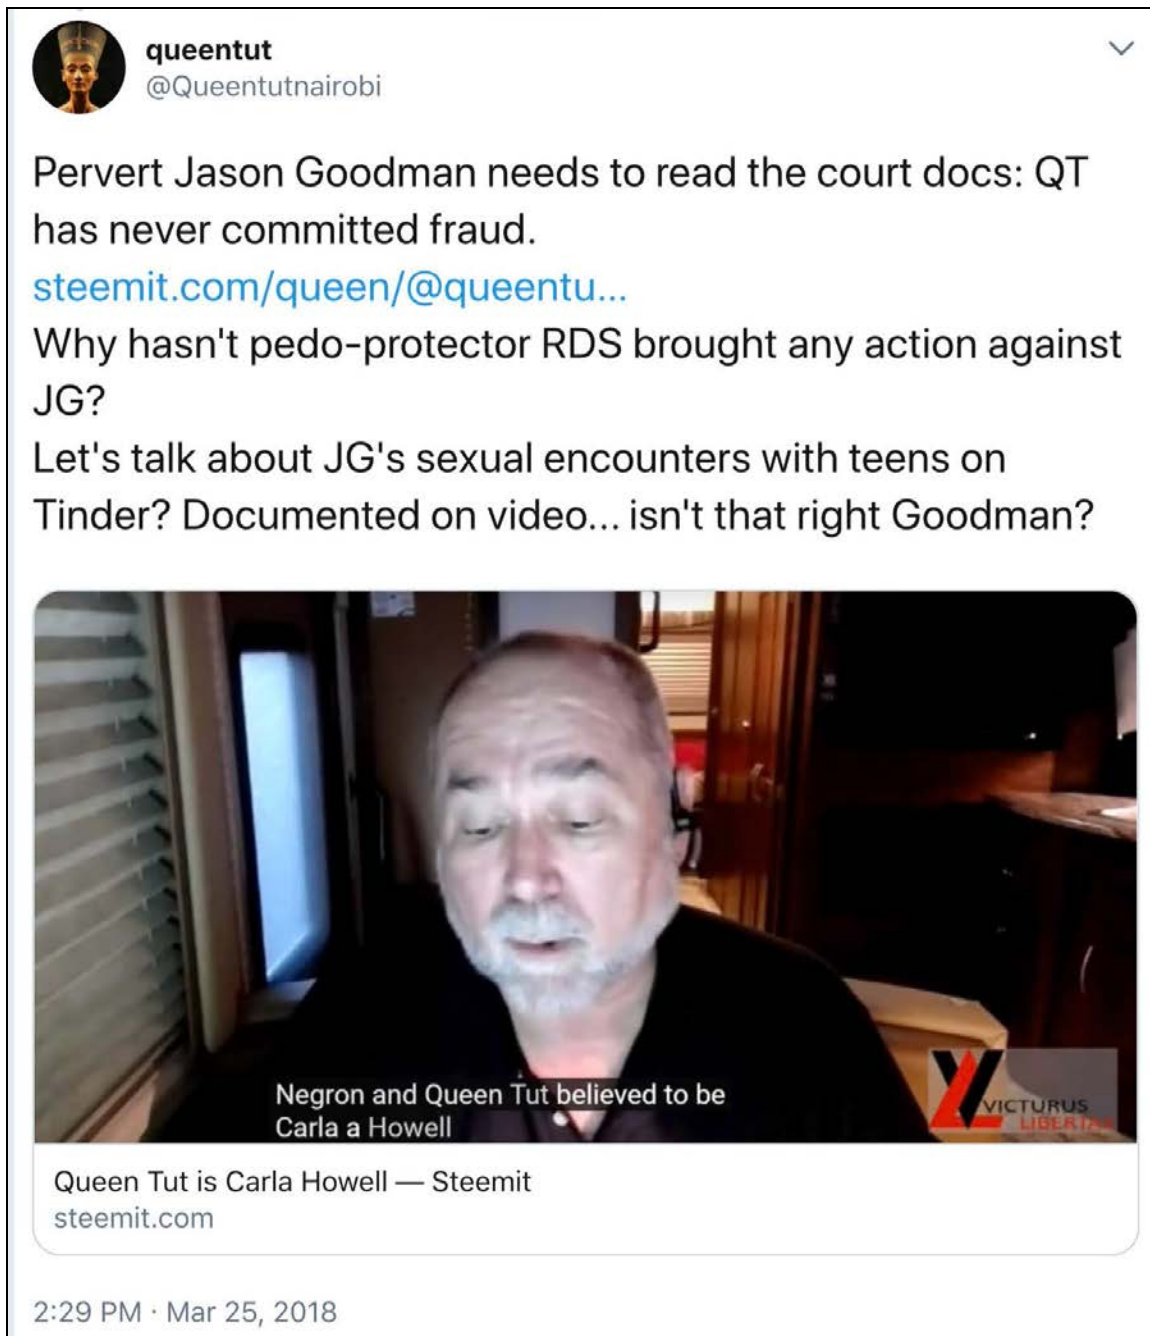 queentut
@Queentutnairobi
Pervert Jason Goodman needs to read the court docs: QT
has never committed fraud.
steemit.com/queen/@queentu...
Why hasn't pedo-protector RDS brought any action against
JG?
Let's talk about JG's sexual encounters with teens on
Tinder? Documented on video... isn't that right Goodman?
Negron and Queen Tut believed to be
Carla a Howell
VL
VICTURUS
LIBERTAS
Queen Tut is Carla Howell — Steemit
steemit.com
2:29 PM · Mar 25, 2018